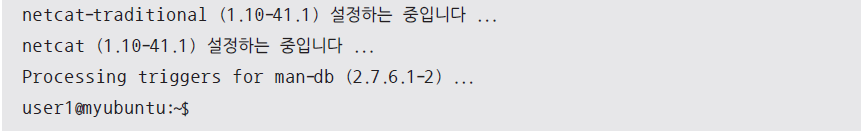 netcat-traditional (1.10-41.1) 설정하는 중입니다 ...
netcat (1.10-41.1) 설정하는 중입니다 ...
Processing triggers for man-db (2.7.6.1-2) ...
user1@myubuntu:~$